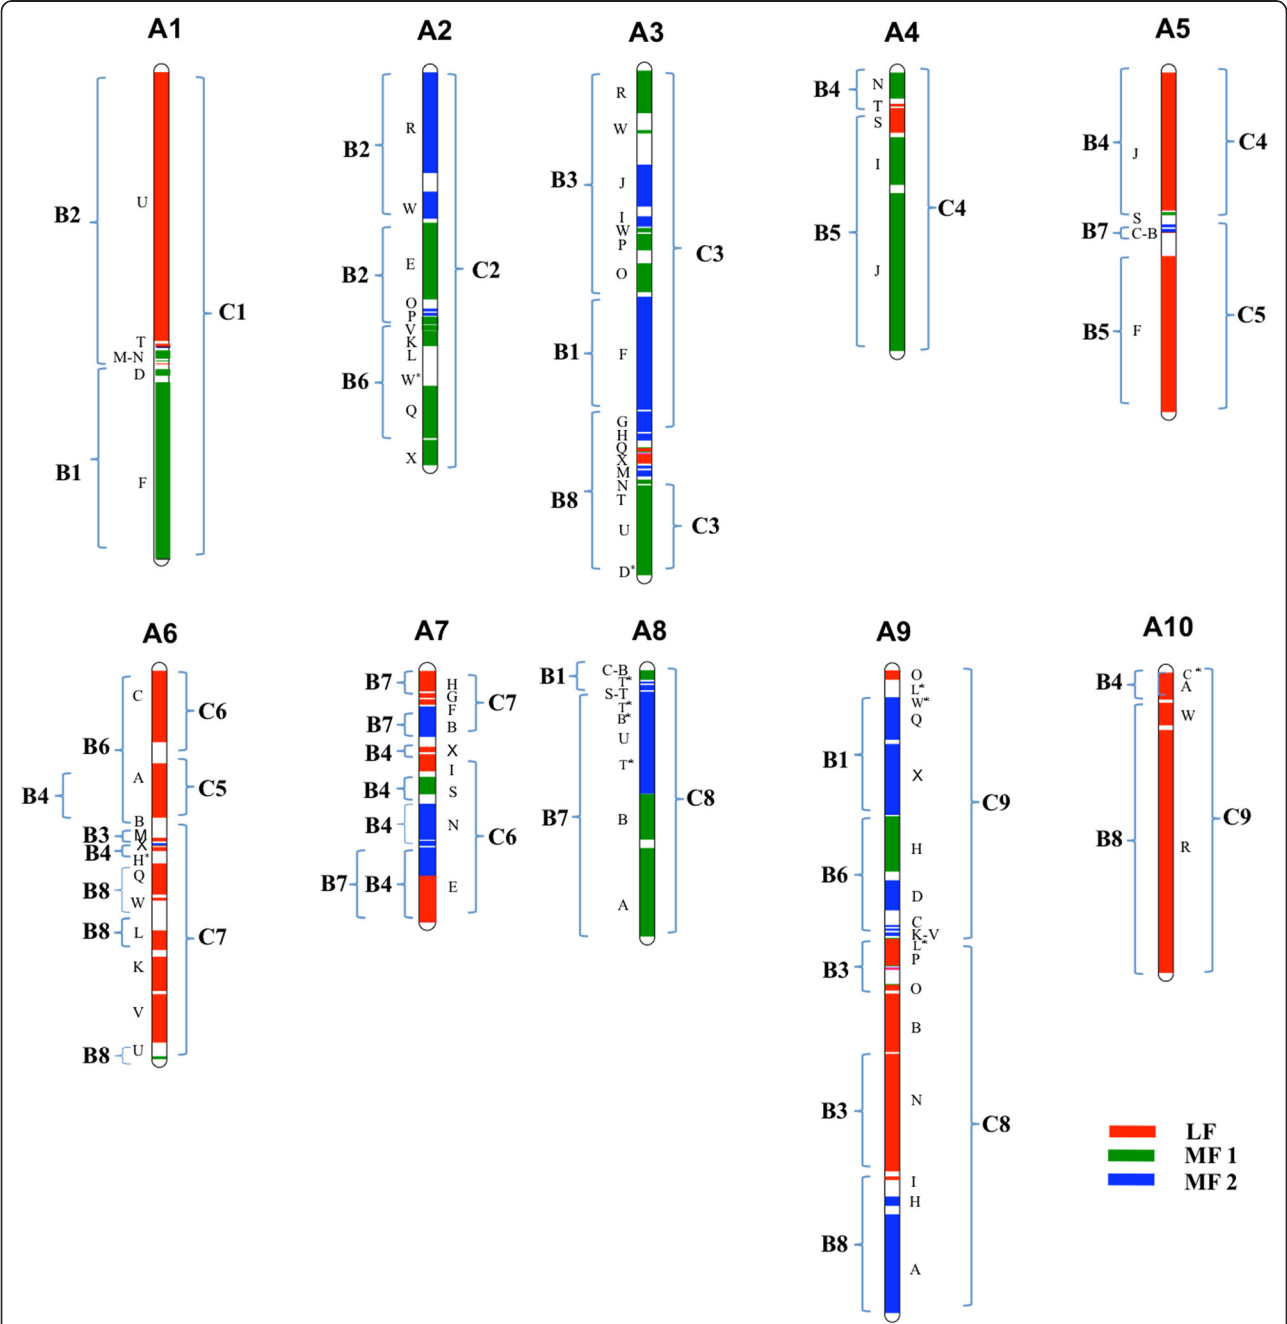 A1
B2
U
T
M-N
D
B1
F
C1
A2
B2
R
W
B2
E
O
P
V
K
L
B6
W*
Q
X
C2
A3
R
W
B3
J
I
W
P
O
C3
B1
F
G
H
Q
X
M
B8
N
T
U
D*
C3
A4
B4
N
T
S
I
B5
J
C4
A5
B4
J
C4
S
B7
C-B
B5
F
C5
A6
C
C6
B6
B4
A
C5
B
B3
M
X
B4
H*
Q
B8
W
B8
L
K
V
B8
U
C7
A7
B7
H
G
F
B7
B
C7
B4
X
I
B4
S
B4
N
C6
B7
B4
E
A8
B1
C-B
T*
S-T
T*
B*
U
T*
B7
B
A
C8
A9
O
L*
W*
Q
B1
X
C9
H
B6
D
C
K-V
L*
B3
P
O
B
B3
N
C8
I
H
B8
A
A10
C*
B4
A
W
B8
R
C9
LF
MF 1
MF 2